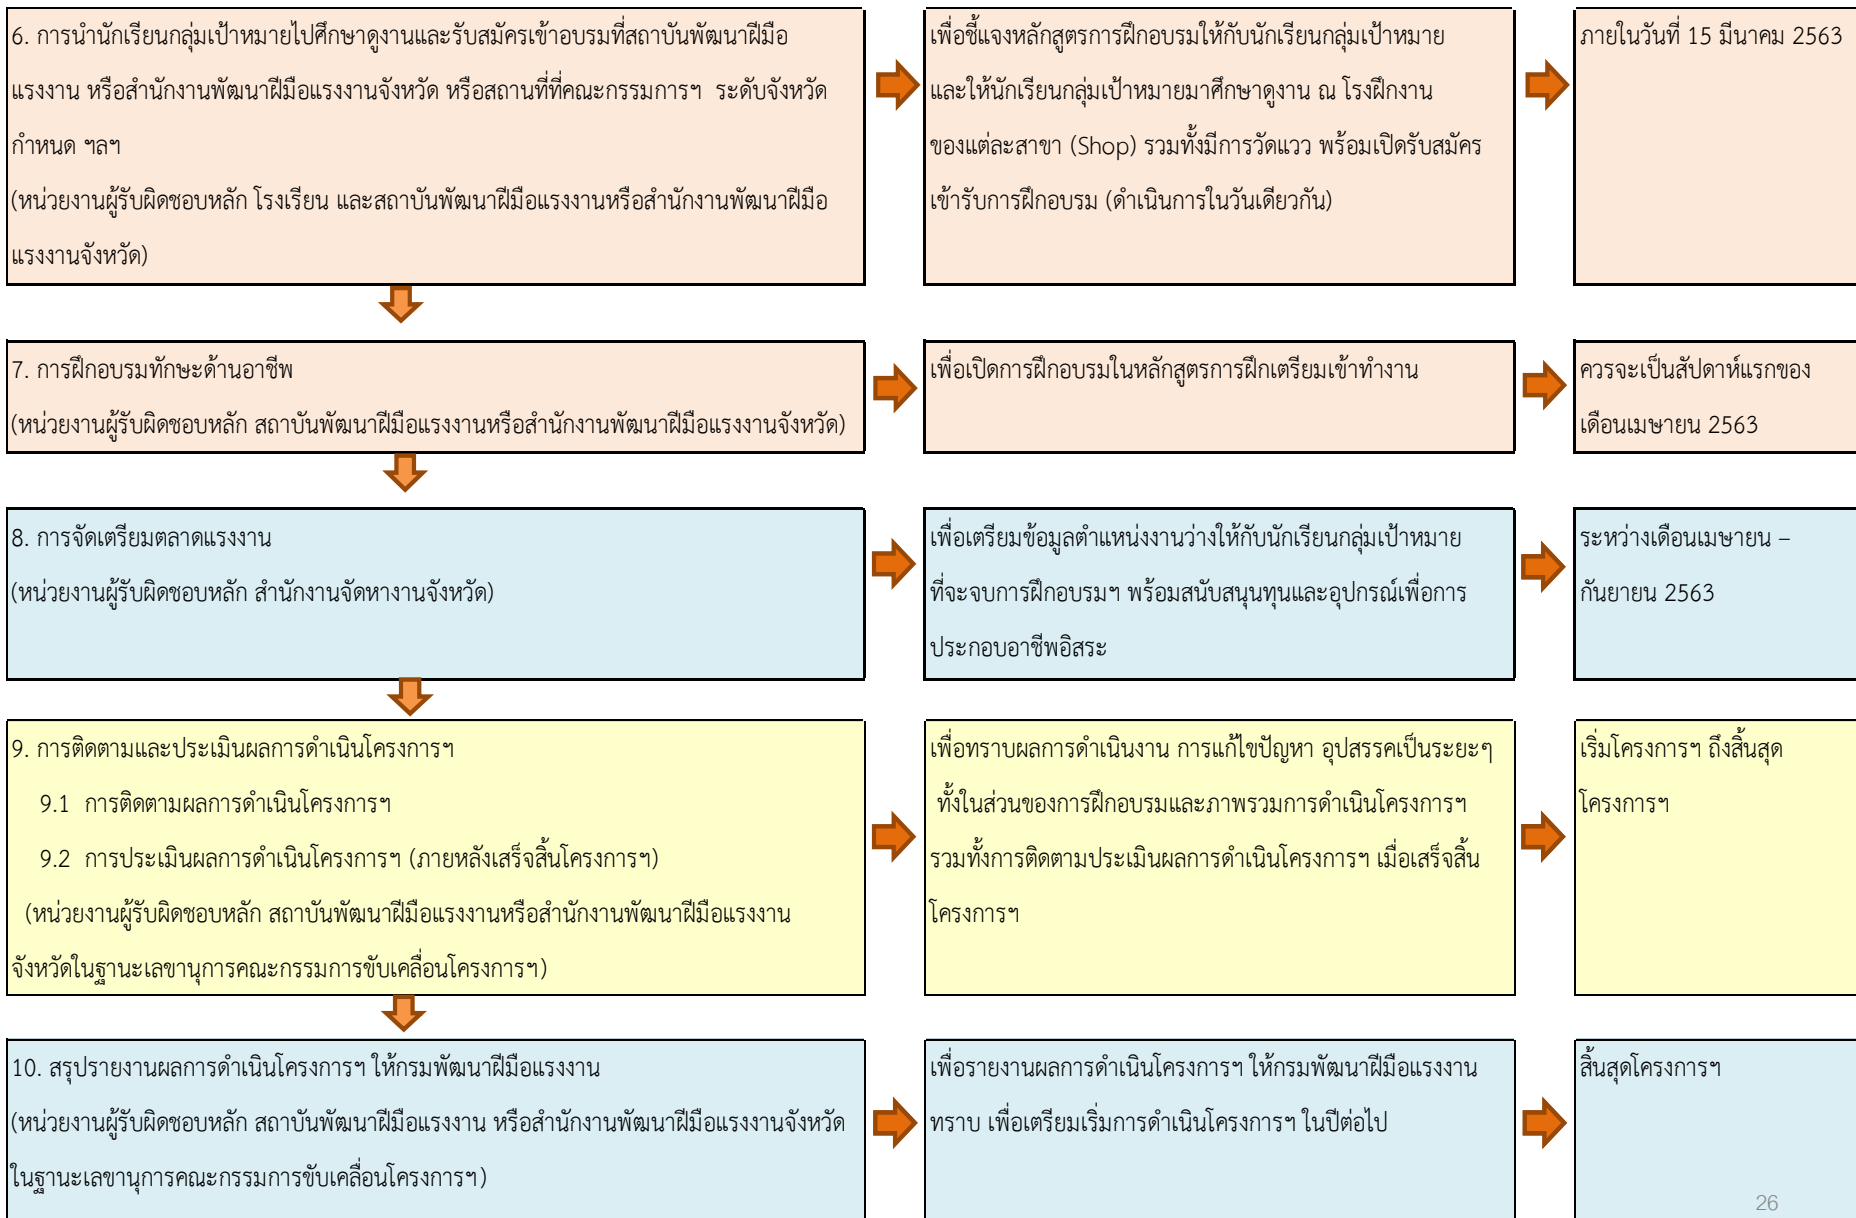 6. การนำนักเรียนกลุ่มเป้าหมายไปศึกษาดูงานและรับสมัครเข้าอบรมที่สถาบันพัฒนาฝีมือ
แรงงาน หรือสำนักงานพัฒนาฝีมือแรงงานจังหวัด หรือสถานที่ที่คณะกรรมการฯ ระดับจังหวัด
กำหนด ฯลฯ
(หน่วยงานผู้รับผิดชอบหลัก โรงเรียน และสถาบันพัฒนาฝีมือแรงงานหรือสำนักงานพัฒนาฝีมือ
แรงงานจังหวัด)
เพื่อชี้แจงหลักสูตรการฝึกอบรมให้กับนักเรียนกลุ่มเป้าหมาย
และให้นักเรียนกลุ่มเป้าหมายมาศึกษาดูงาน ณ โรงฝึกงาน
ของแต่ละสาขา (Shop) รวมทั้งมีการวัดแวว พร้อมเปิดรับสมัคร
เข้ารับการฝึกอบรม (ดำเนินการในวันเดียวกัน)
ภายในวันที่ 15 มีนาคม 2563
7. การฝึกอบรมทักษะด้านอาชีพ
(หน่วยงานผู้รับผิดชอบหลัก สถาบันพัฒนาฝีมือแรงงานหรือสำนักงานพัฒนาฝีมือแรงงานจังหวัด)
เพื่อเปิดการฝึกอบรมในหลักสูตรการฝึกเตรียมเข้าทำงาน
ควรจะเป็นสัปดาห์แรกของ
เดือนเมษายน 2563
8. การจัดเตรียมตลาดแรงงาน
(หน่วยงานผู้รับผิดชอบหลัก สำนักงานจัดหางานจังหวัด)
เพื่อเตรียมข้อมูลตำแหน่งงานว่างให้กับนักเรียนกลุ่มเป้าหมาย
ที่จะจบการฝึกอบรมฯ พร้อมสนับสนุนทุนและอุปกรณ์เพื่อการ
ประกอบอาชีพอิสระ
ระหว่างเดือนเมษายน –
กันยายน 2563
9. การติดตามและประเมินผลการดำเนินโครงการฯ
9.1 การติดตามผลการดำเนินโครงการฯ
9.2 การประเมินผลการดำเนินโครงการฯ (ภายหลังเสร็จสิ้นโครงการฯ)
(หน่วยงานผู้รับผิดชอบหลัก สถาบันพัฒนาฝีมือแรงงานหรือสำนักงานพัฒนาฝีมือแรงงาน
จังหวัดในฐานะเลขานุการคณะกรรมการขับเคลื่อนโครงการฯ)
เพื่อทราบผลการดำเนินงาน การแก้ไขปัญหา อุปสรรคเป็นระยะๆ
ทั้งในส่วนของการฝึกอบรมและภาพรวมการดำเนินโครงการฯ
รวมทั้งการติดตามประเมินผลการดำเนินโครงการฯ เมื่อเสร็จสิ้น
โครงการฯ
เริ่มโครงการฯ ถึงสิ้นสุด
โครงการฯ
10. สรุปรายงานผลการดำเนินโครงการฯ ให้กรมพัฒนาฝีมือแรงงาน
(หน่วยงานผู้รับผิดชอบหลัก สถาบันพัฒนาฝีมือแรงงาน หรือสำนักงานพัฒนาฝีมือแรงงานจังหวัด
ในฐานะเลขานุการคณะกรรมการขับเคลื่อนโครงการฯ)
เพื่อรายงานผลการดำเนินโครงการฯ ให้กรมพัฒนาฝีมือแรงงาน
ทราบ เพื่อเตรียมเริ่มการดำเนินโครงการฯ ในปีต่อไป
สิ้นสุดโครงการฯ
26